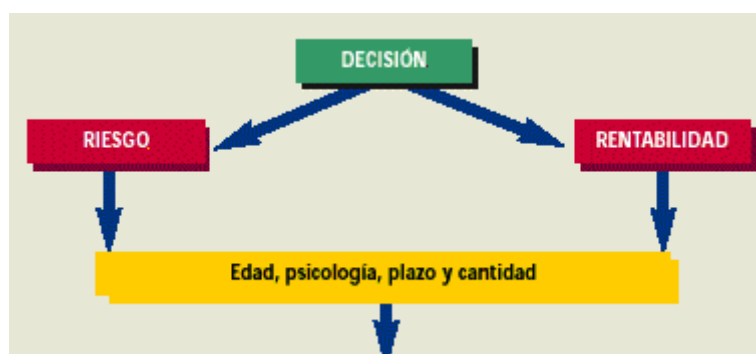 DECISIÓN
RIESGO
RENTABILIDAD
Edad, psicología, plazo y cantidad